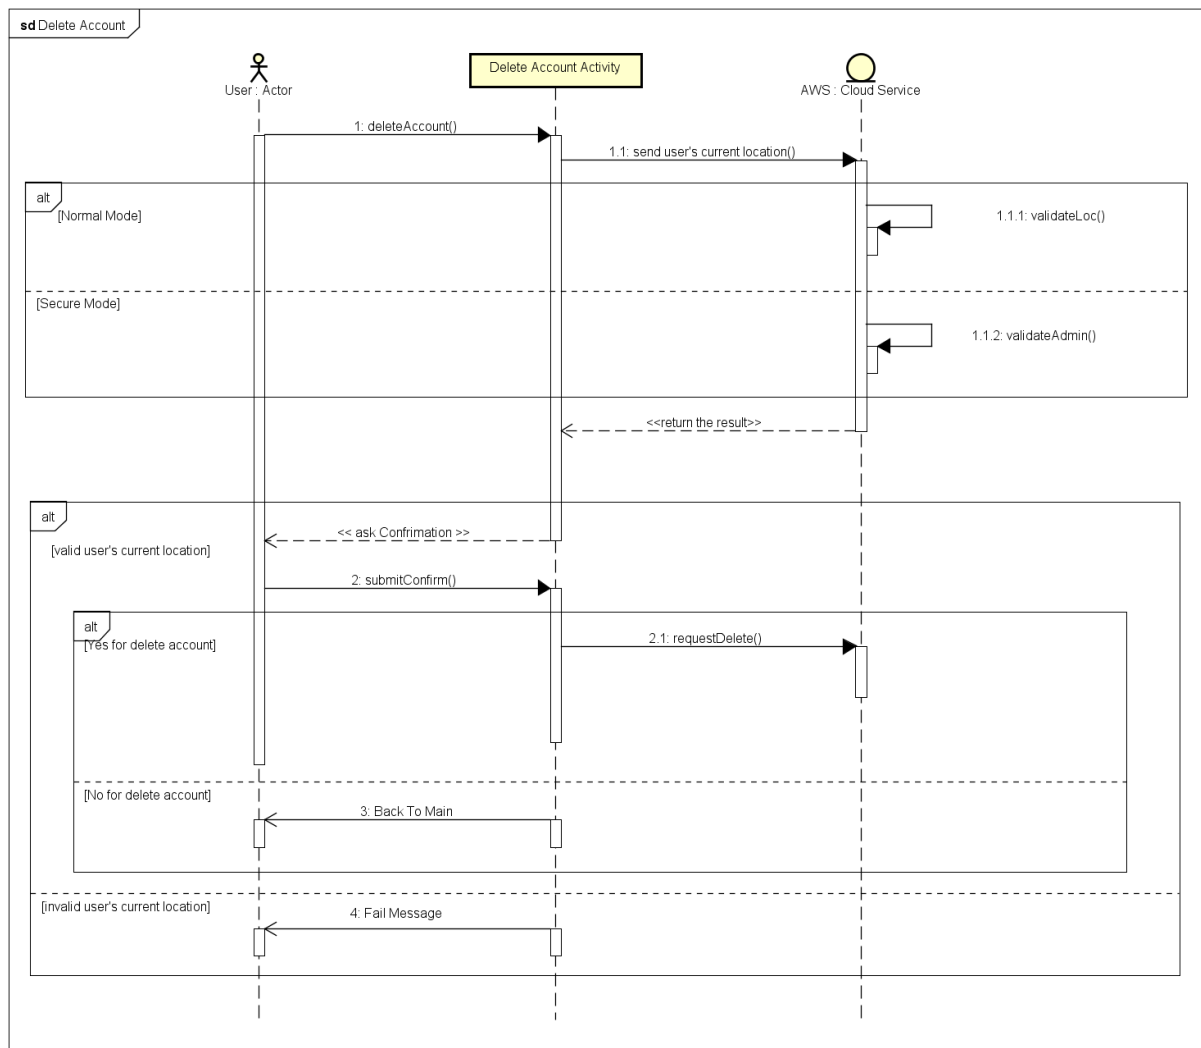 sd Delete Account
User : Actor
Delete Account Activity
AWS : Cloud Service
1: deleteAccount()
1.1: send user's current location()
alt
[Normal Mode]
1.1.1: validateLoc()
[Secure Mode]
1.1.2: validateAdmin()
<<return the result>>
alt
<< ask Confrimation >>
[valid user's current location]
2: submitConfirm()
alt
[Yes for delete account]
2.1: requestDelete()
[No for delete account]
3: Back To Main
[invalid user's current location]
4: Fail Message